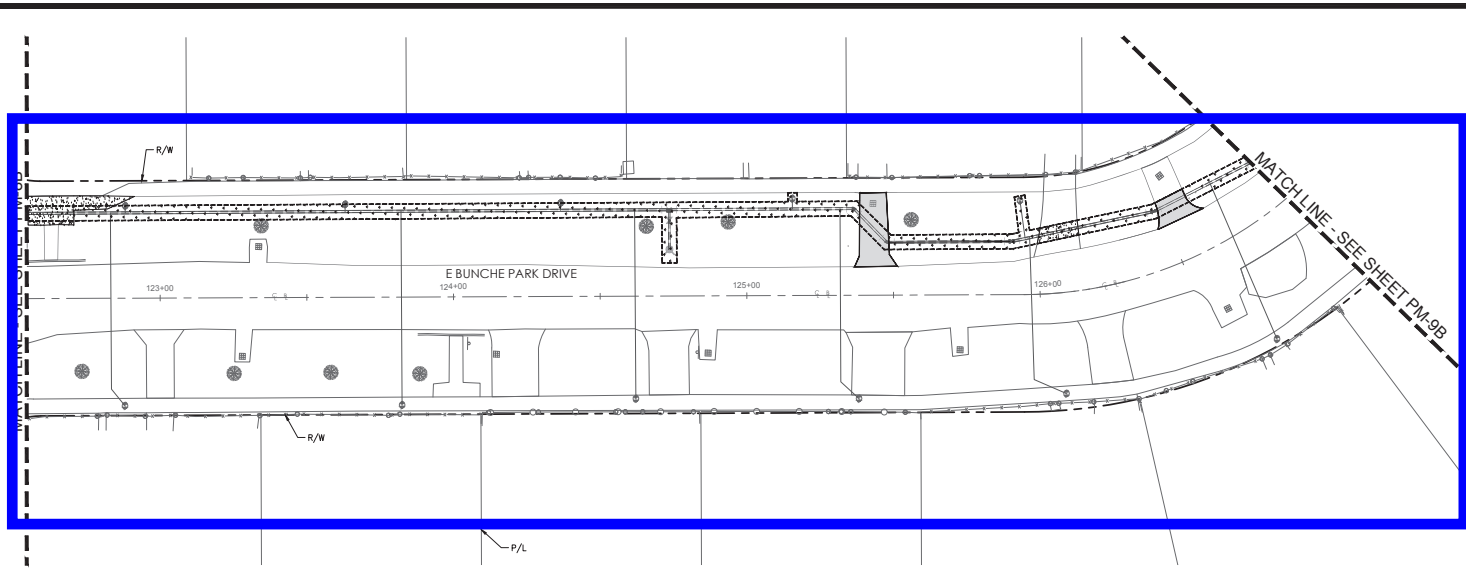 R/W
MATCH LINE - SEE SHEET PM-9B
E BUNCHE PARK DRIVE
123+00
124+00
125+00
126+00
R/W
P/L